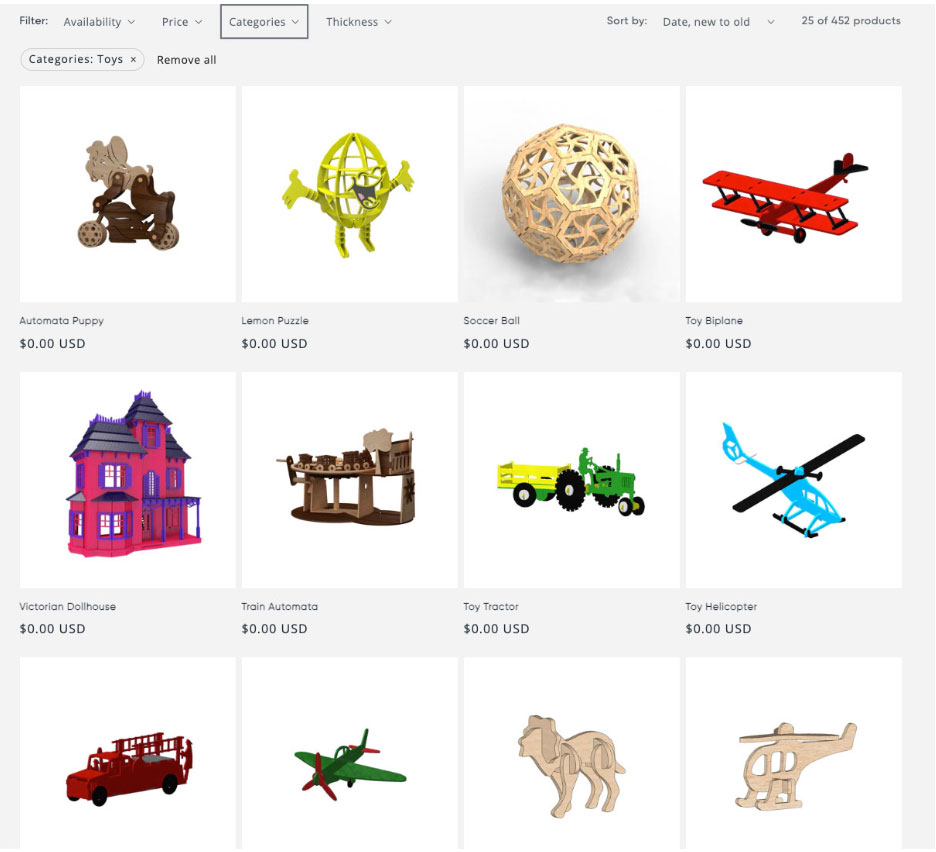 Filter: Availability Price Categories Thickness Sort by: Date, new to old 25 of 452 products
Categories: Toys × Remove all
Automata Puppy Lemon Puzzle Soccer Ball Toy Biplane
$0.00 USD $0.00 USD $0.00 USD $0.00 USD
Victorian Dollhouse Train Automata Toy Tractor Toy Helicopter
$0.00 USD $0.00 USD $0.00 USD $0.00 USD